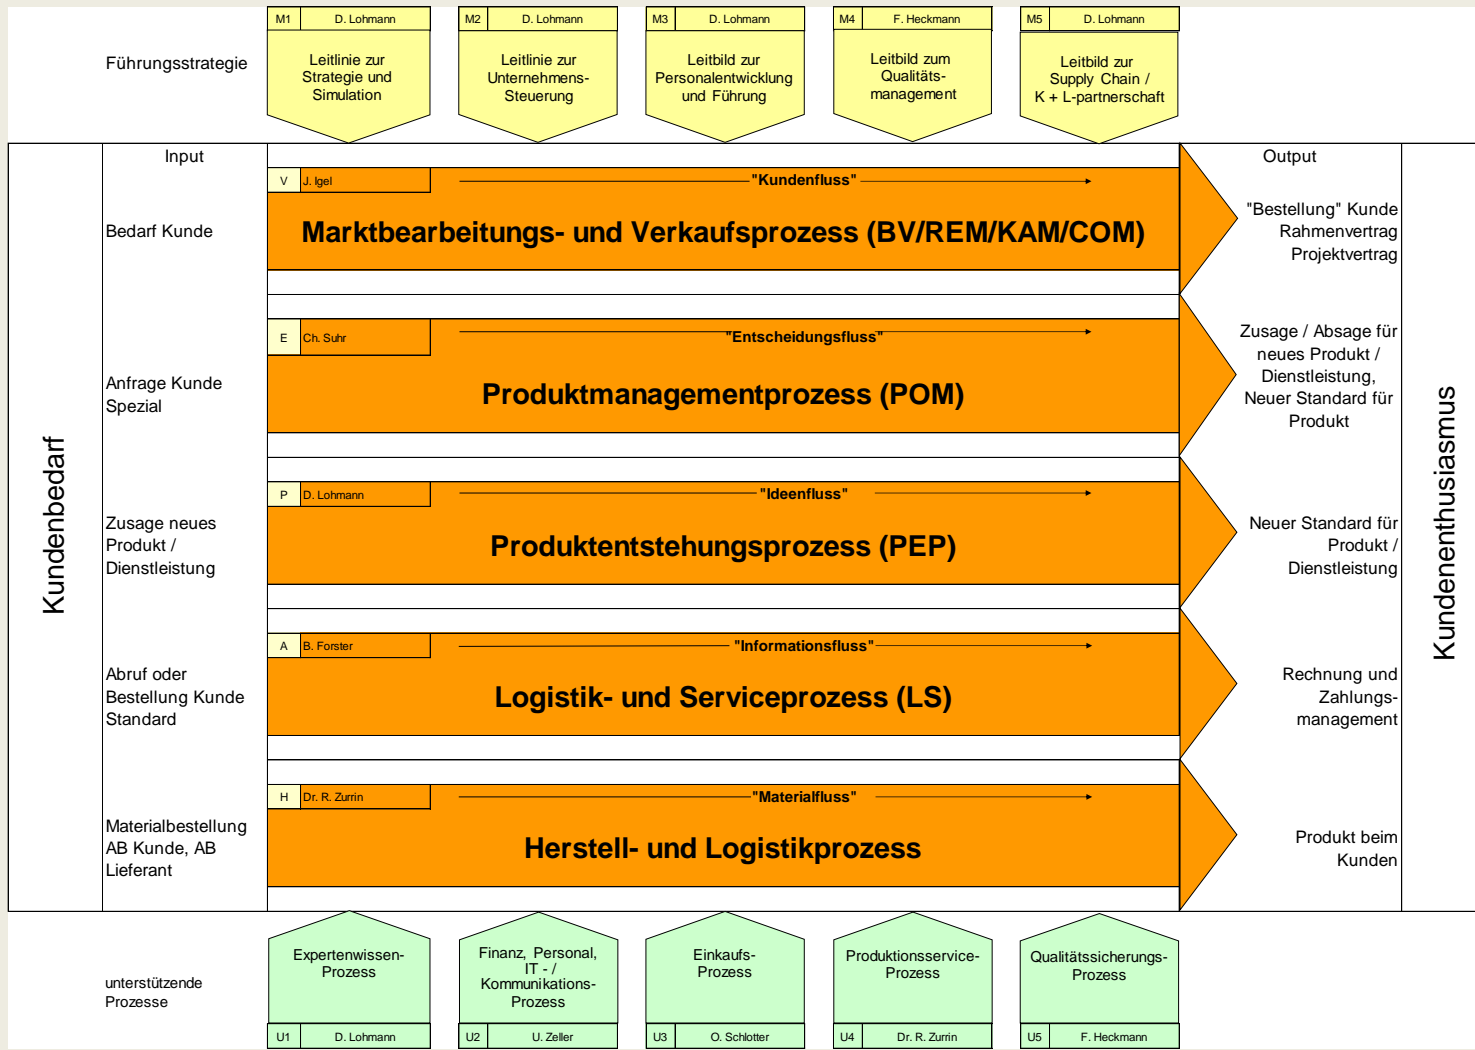 M1 D. Lohmann
M2 D. Lohmann
M3 D. Lohmann
M4 F. Heckmann
M5 D. Lohmann
Führungsstrategie
Leitlinie zur
Strategie und
Simulation
Leitlinie zur
Unternehmens-
Steuerung
Leitbild zur
Personalentwicklung
und Führung
Leitbild zum
Qualitäts-
management
Leitbild zur
Supply Chain /
K + L-partnerschaft
Kundenbedarf
Input
Output
Kundenenthusiasmus
V J. Igel
"Kundenfluss"
Bedarf Kunde
Marktbearbeitungs- und Verkaufsprozess (BV/REM/KAM/COM)
"Bestellung" Kunde
Rahmenvertrag
Projektvertrag
E Ch. Suhr
"Entscheidungsfluss"
Anfrage Kunde
Spezial
Produktmanagementprozess (POM)
Zusage / Absage für
neues Produkt /
Dienstleistung,
Neuer Standard für
Produkt
P D. Lohmann
"Ideenfluss"
Zusage neues
Produkt /
Dienstleistung
Produktentstehungsprozess (PEP)
Neuer Standard für
Produkt /
Dienstleistung
A B. Forster
"Informationsfluss"
Abruf oder
Bestellung Kunde
Standard
Logistik- und Serviceprozess (LS)
Rechnung und
Zahlungs-
management
H Dr. R. Zurrin
"Materialfluss"
Materialbestellung
AB Kunde, AB
Lieferant
Herstell- und Logistikprozess
Produkt beim
Kunden
unterstützende
Prozesse
Expertenwissen-
Prozess
Finanz, Personal,
IT - /
Kommunikations-
Prozess
Einkaufs-
Prozess
Produktionsservice-
Prozess
Qualitätssicherungs-
Prozess
U1 D. Lohmann
U2 U. Zeller
U3 O. Schlotter
U4 Dr. R. Zurrin
U5 F. Heckmann